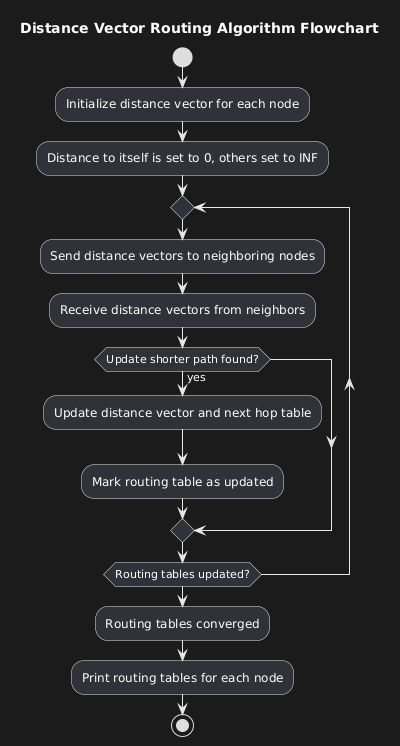 Distance Vector Routing Algorithm Flowchart
Initialize distance vector for each node
Distance to itself is set to 0, others set to INF
Send distance vectors to neighboring nodes
Receive distance vectors from neighbors
Update shorter path found?
yes
Update distance vector and next hop table
Mark routing table as updated
Routing tables updated?
Routing tables converged
Print routing tables for each node